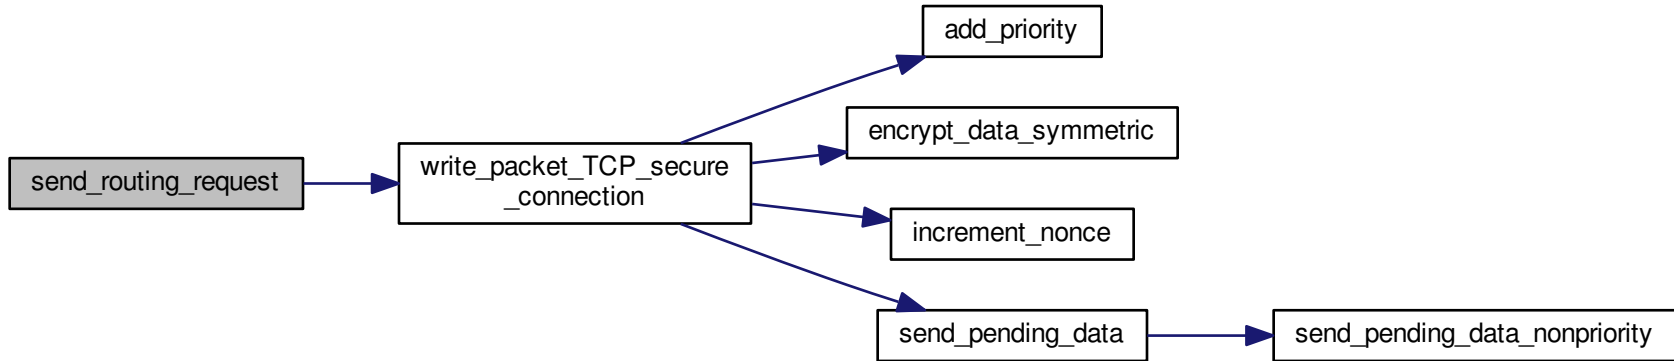 add_priority
encrypt_data_symmetric
send_routing_request
write_packet_TCP_secure
_connection
increment_nonce
send_pending_data
send_pending_data_nonpriority